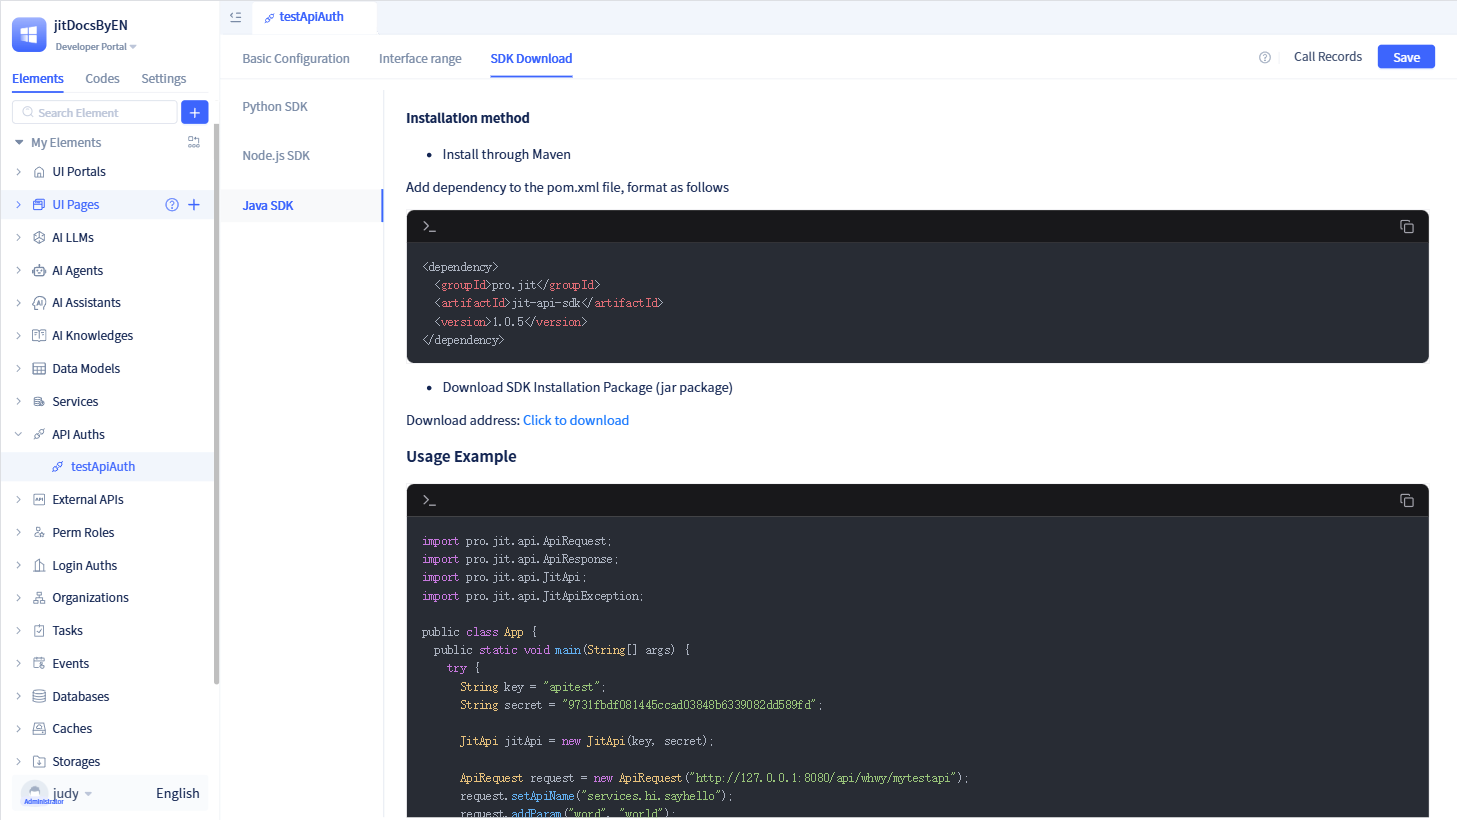 jitDocsByEN
Developer Portal
Elements
Codes
Settings
Search Element
My Elements
UI Portals
UI Pages
AI LLMs
AI Agents
AI Assistants
AI Knowledges
Data Models
Services
API Auths
testApiAuth
External APIs
Perm Roles
Login Auths
Organizations
Tasks
Events
Databases
Caches
Storages
judy
Administrator
English
testApiAuth
Basic Configuration
Interface range
SDK Download
Call Records
Save
Python SDK
Node.js SDK
Java SDK
Installation method
• Install through Maven
Add dependency to the pom.xml file, format as follows
<dependency>
  <groupId>pro.jit</groupId>
  <artifactId>jit-api-sdk</artifactId>
  <version>1.0.5</version>
</dependency>
• Download SDK Installation Package (jar package)
Download address: Click to download
Usage Example
import pro.jit.api.ApiRequest;
import pro.jit.api.ApiResponse;
import pro.jit.api.JitApi;
import pro.jit.api.JitApiException;
public class App {
  public static void main(String[] args) {
    try {
      String key = "apitest";
      String secret = "9731fbdf081445ccad03848b6339082dd589fd";
      JitApi jitApi = new JitApi(key, secret);
      ApiRequest request = new ApiRequest("http://127.0.0.1:8080/api/whwy/mytestapi");
      request.setApiName("services.hi.sayhello");
      request.addParam("word", "world");